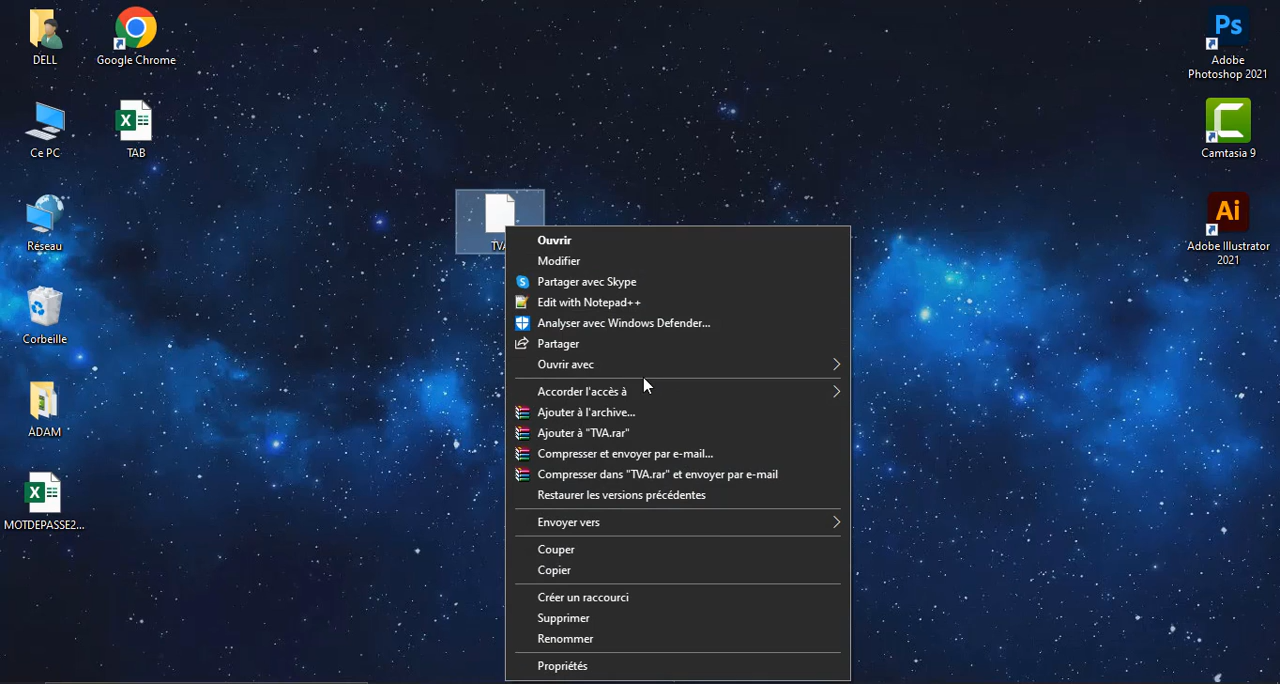 DELL
Google Chrome
Ce PC
TAB
Réseau
Corbeille
ADAM
MOTDEPASSE2...
TVA
Ouvrir
Modifier
Partager avec Skype
Edit with Notepad++
Analyser avec Windows Defender...
Partager
Ouvrir avec
Accorder l'accès à
Ajouter à l'archive...
Ajouter à "TVA.rar"
Compresser et envoyer par e-mail...
Compresser dans "TVA.rar" et envoyer par e-mail
Restaurer les versions précédentes
Envoyer vers
Couper
Copier
Créer un raccourci
Supprimer
Renommer
Propriétés
Ps
Adobe
Photoshop 2021
Camtasia 9
Ai
Adobe Illustrator
2021